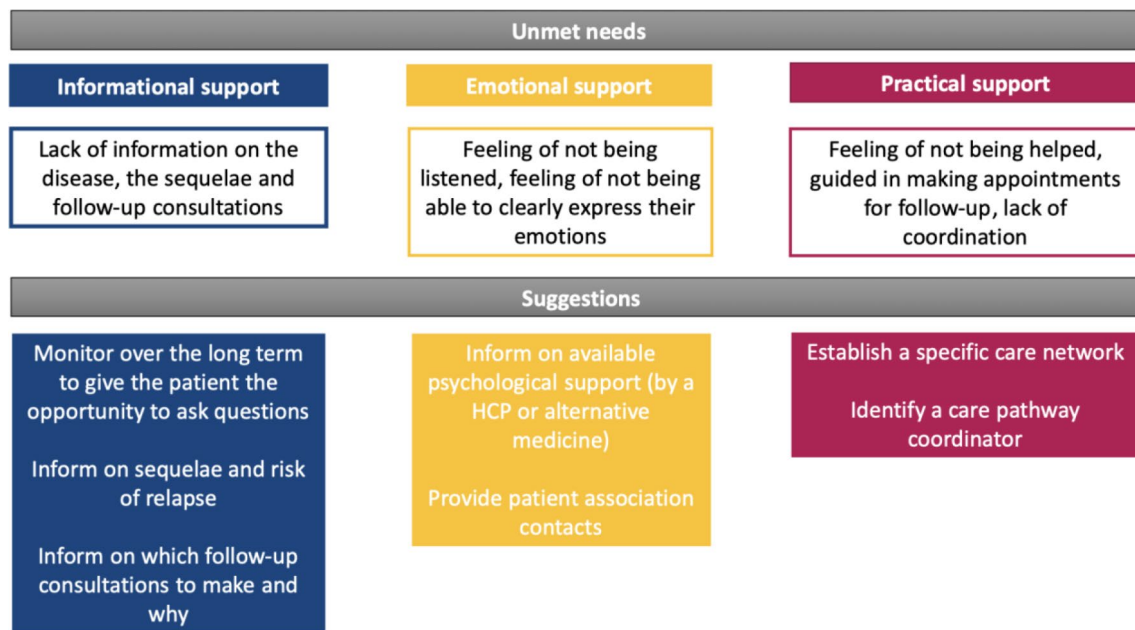 Unmet needs
Informational support
Emotional support
Practical support
Lack of information on the
disease, the sequelae and
follow-up consultations
Feeling of not being
listened, feeling of not being
able to clearly express their
emotions
Feeling of not being helped,
guided in making appointments
for follow-up, lack of
coordination
Suggestions
Monitor over the long term
to give the patient the
opportunity to ask questions
Inform on sequelae and risk
of relapse
Inform on which follow-up
consultations to make and
why
Inform on available
psychological support (by a
HCP or alternative
medicine)
Provide patient association
contacts
Establish a specific care network
Identify a care pathway
coordinator